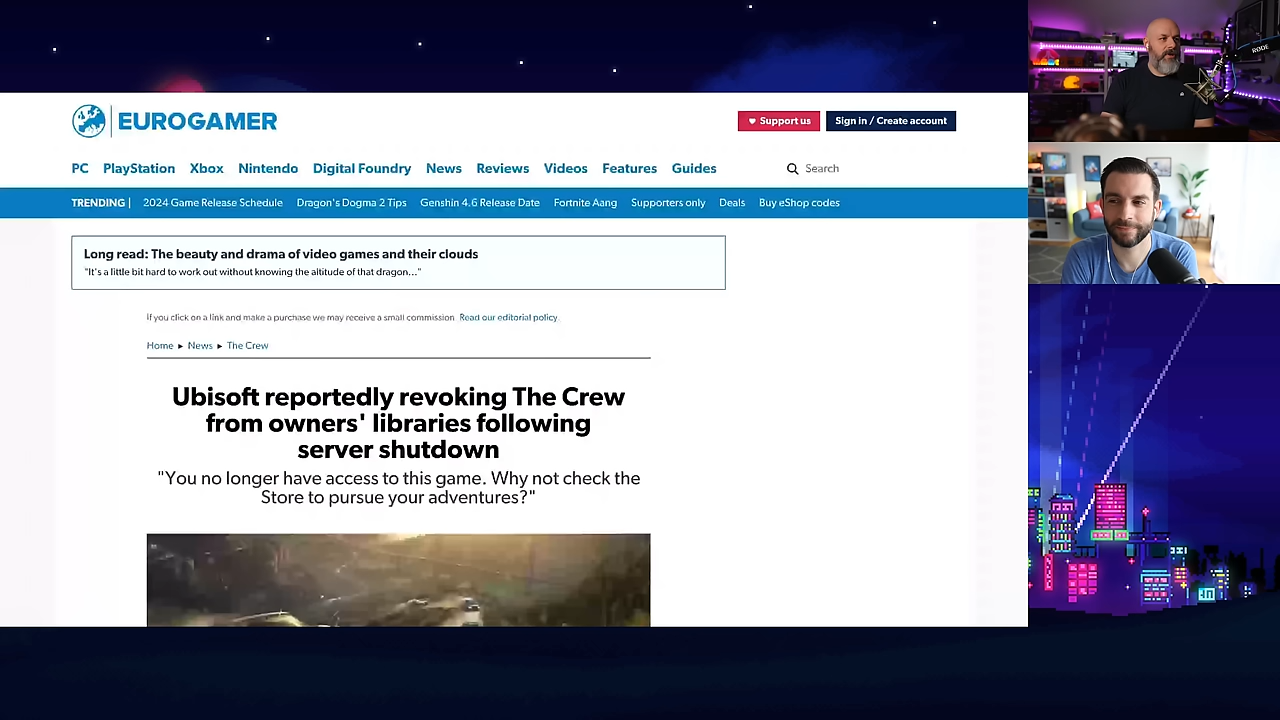 EUROGAMER
Support us
Sign in / Create account
PC PlayStation Xbox Nintendo Digital Foundry News Reviews Videos Features Guides Search
TRENDING | 2024 Game Release Schedule Dragon's Dogma 2 Tips Genshin 4.6 Release Date Fortnite Aang Supporters only Deals Buy eShop codes
Long read: The beauty and drama of video games and their clouds
"It's a little bit hard to work out without knowing the altitude of that dragon..."
If you click on a link and make a purchase we may receive a small commission. Read our editorial policy.
Home ▸ News ▸ The Crew
Ubisoft reportedly revoking The Crew
from owners' libraries following
server shutdown
"You no longer have access to this game. Why not check the
Store to pursue your adventures?"
RØDE